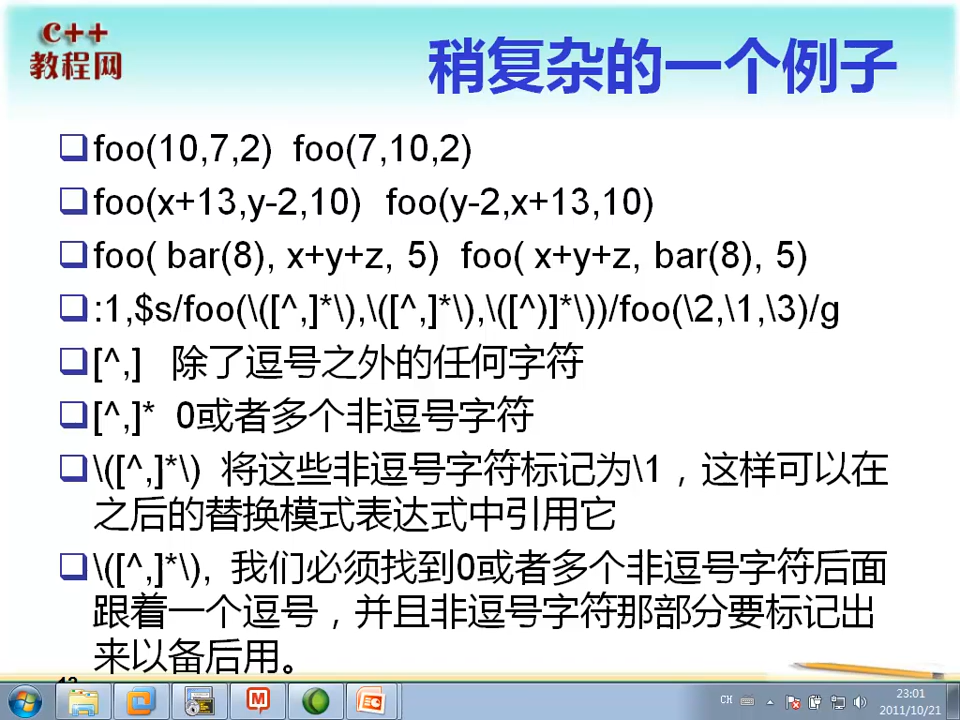 c++
教程网
稍复杂的一个例子
foo(10,7,2)  foo(7,10,2)
foo(x+13,y-2,10)  foo(y-2,x+13,10)
foo( bar(8), x+y+z, 5)  foo( x+y+z, bar(8), 5)
:1,$s/foo(\([^,]*\),\([^,]*\),\([^)]*\))/foo(\2,\1,\3)/g
[^,]  除了逗号之外的任何字符
[^,]*  0或者多个非逗号字符
\([^,]*\)  将这些非逗号字符标记为\1，这样可以在
之后的替换模式表达式中引用它
\([^,]*\),  我们必须找到0或者多个非逗号字符后面
跟着一个逗号，并且非逗号字符那部分要标记出
来以备后用。
CH
23:01
2011/10/21